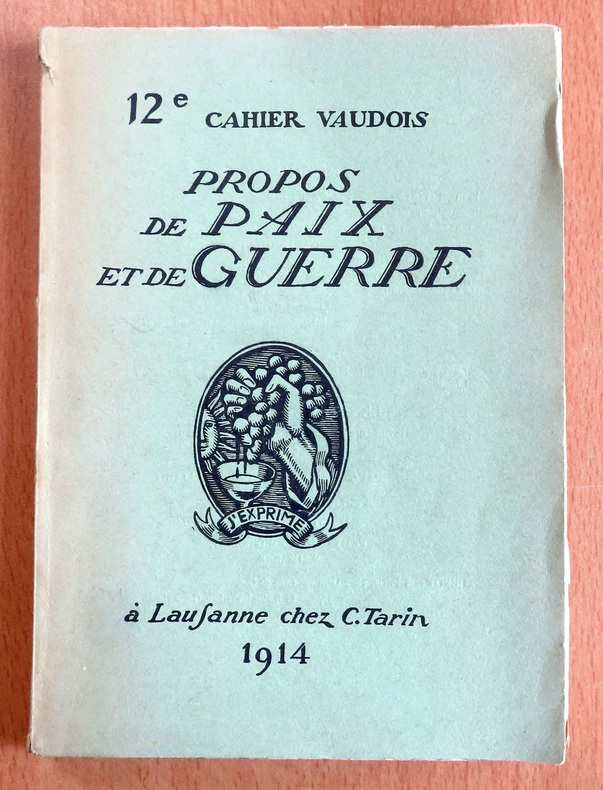 12e CAHIER VAUDOIS
PROPOS
DE PAIX
ET DE GUERRE
J'EXPRIME
à Lauſanne chez C. Tarin
1914